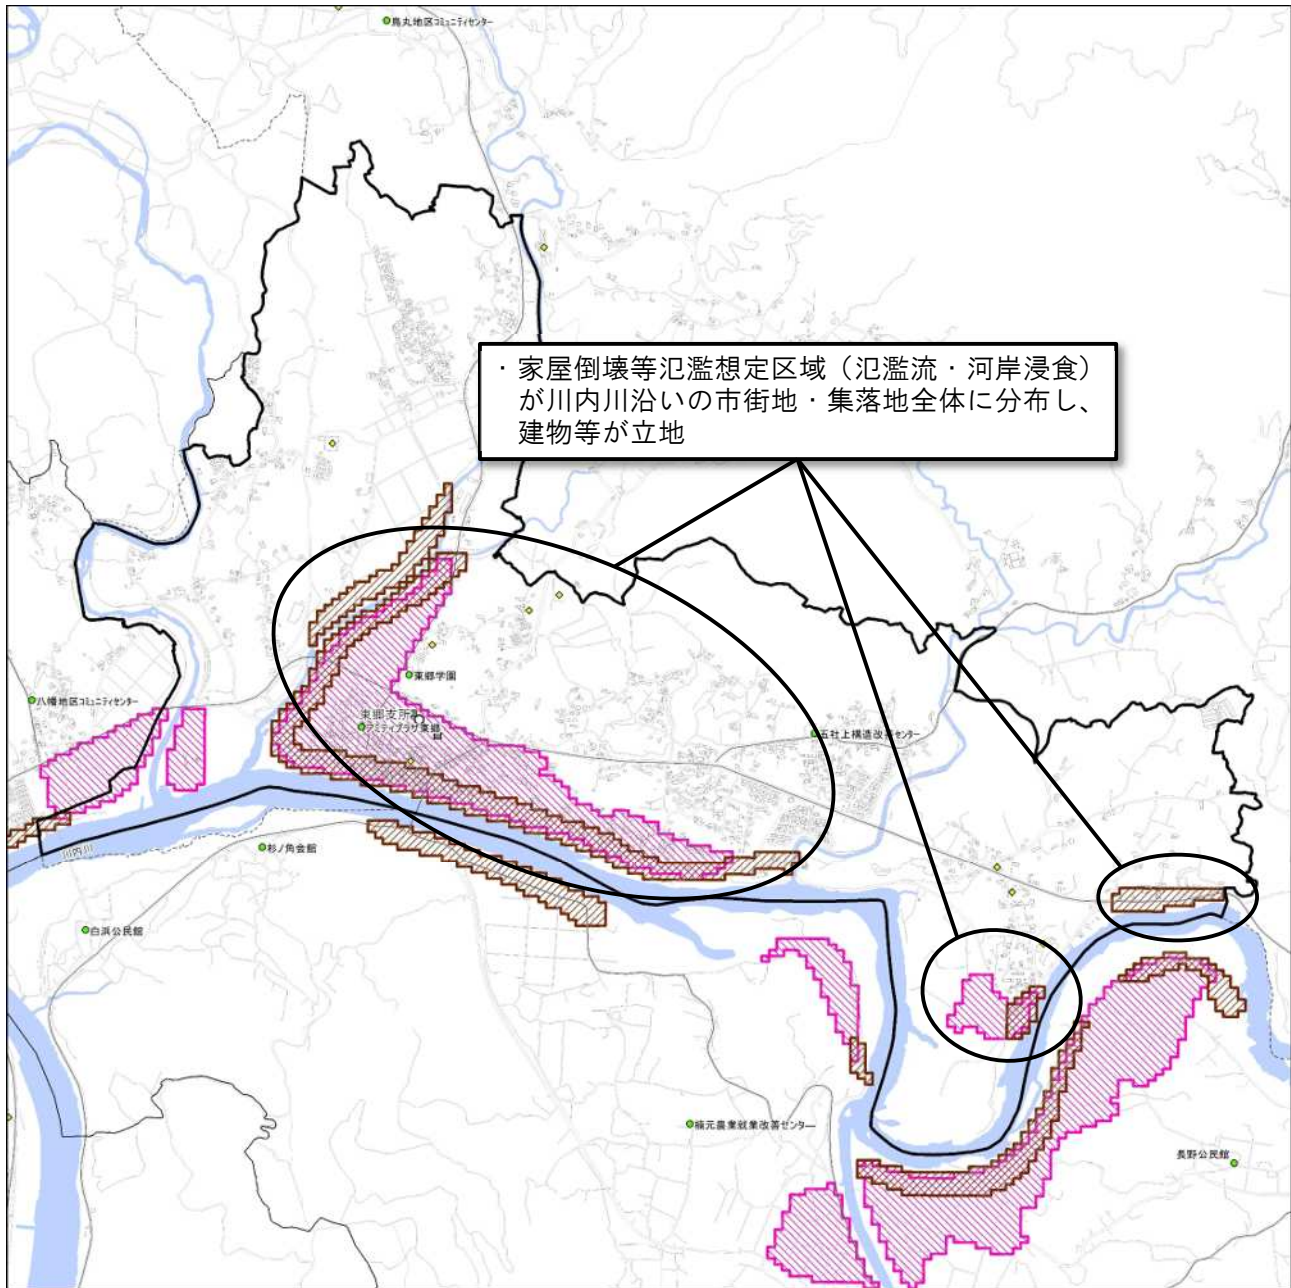 鳥丸地区コミュニティセンター
・家屋倒壊等氾濫想定区域（氾濫流・河岸浸食）
が川内川沿いの市街地・集落地全体に分布し、
建物等が立地
東郷学園
八幡地区コミュニティセンター
東郷支所
アミティプラザ東郷
五社上構造改善センター
川内川
杉ノ角会館
白浜公民館
楠元農業就業改善センター
長野公民館